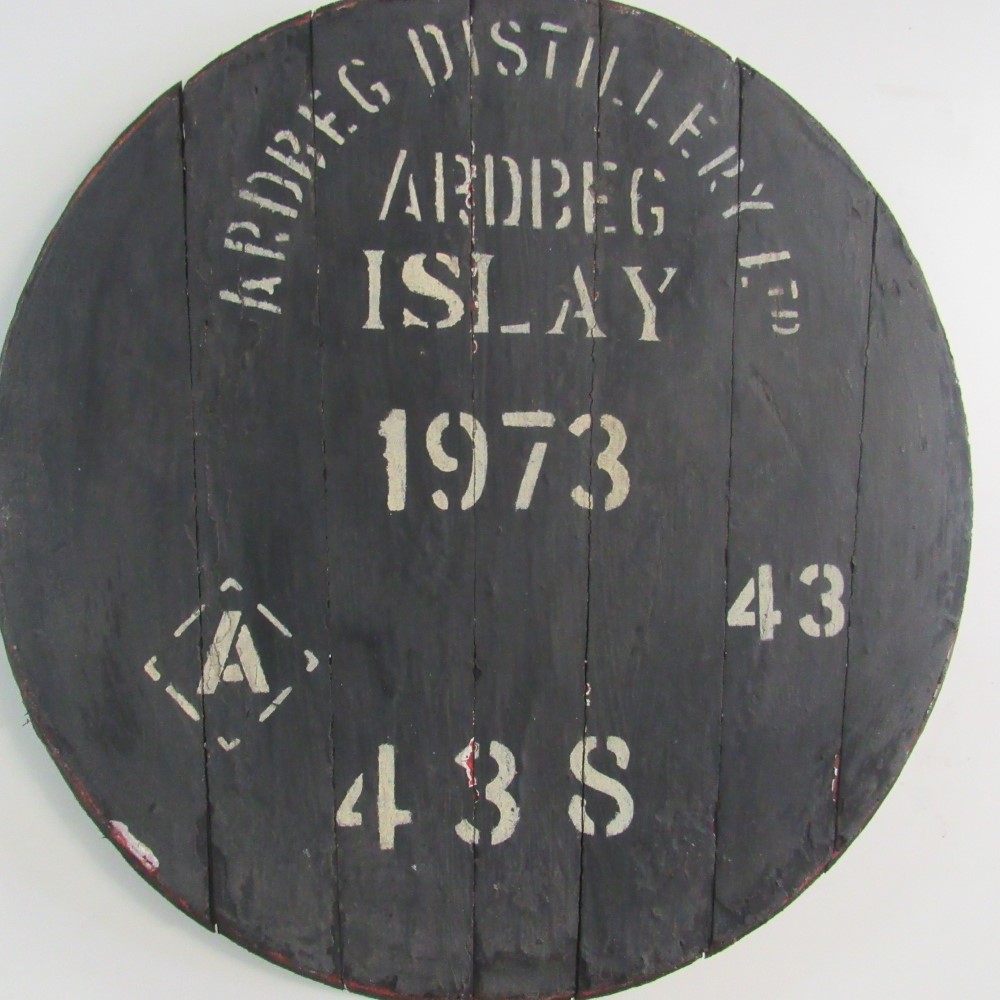 ARDBEG DISTILLERY LTD
ARDBEG
ISLAY
1973
43
A
43S